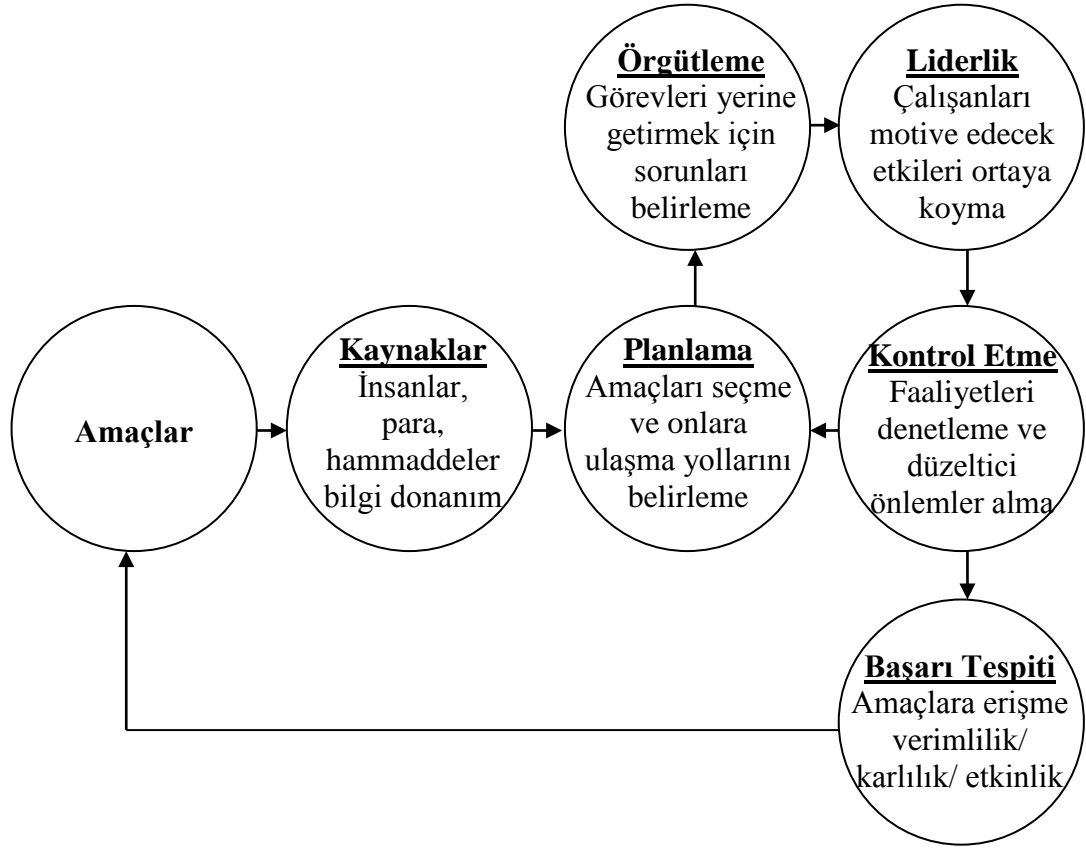 Örgütleme
Görevleri yerine
getirmek için
sorunları
belirleme
Liderlik
Çalışanları
motive edecek
etkileri ortaya
koyma
Amaçlar
Kaynaklar
İnsanlar,
para,
hammaddeler
bilgi donanım
Planlama
Amaçları seçme
ve onlara
ulaşma yollarını
belirleme
Kontrol Etme
Faaliyetleri
denetleme ve
düzeltici
önlemler alma
Başarı Tespiti
Amaçlara erişme
verimlilik/
karlılık/ etkinlik